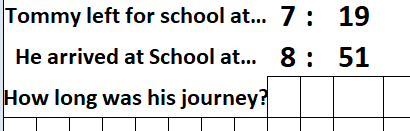 Tommy left for school at... 7 : 19
He arrived at School at... 8 : 51
How long was his journey?